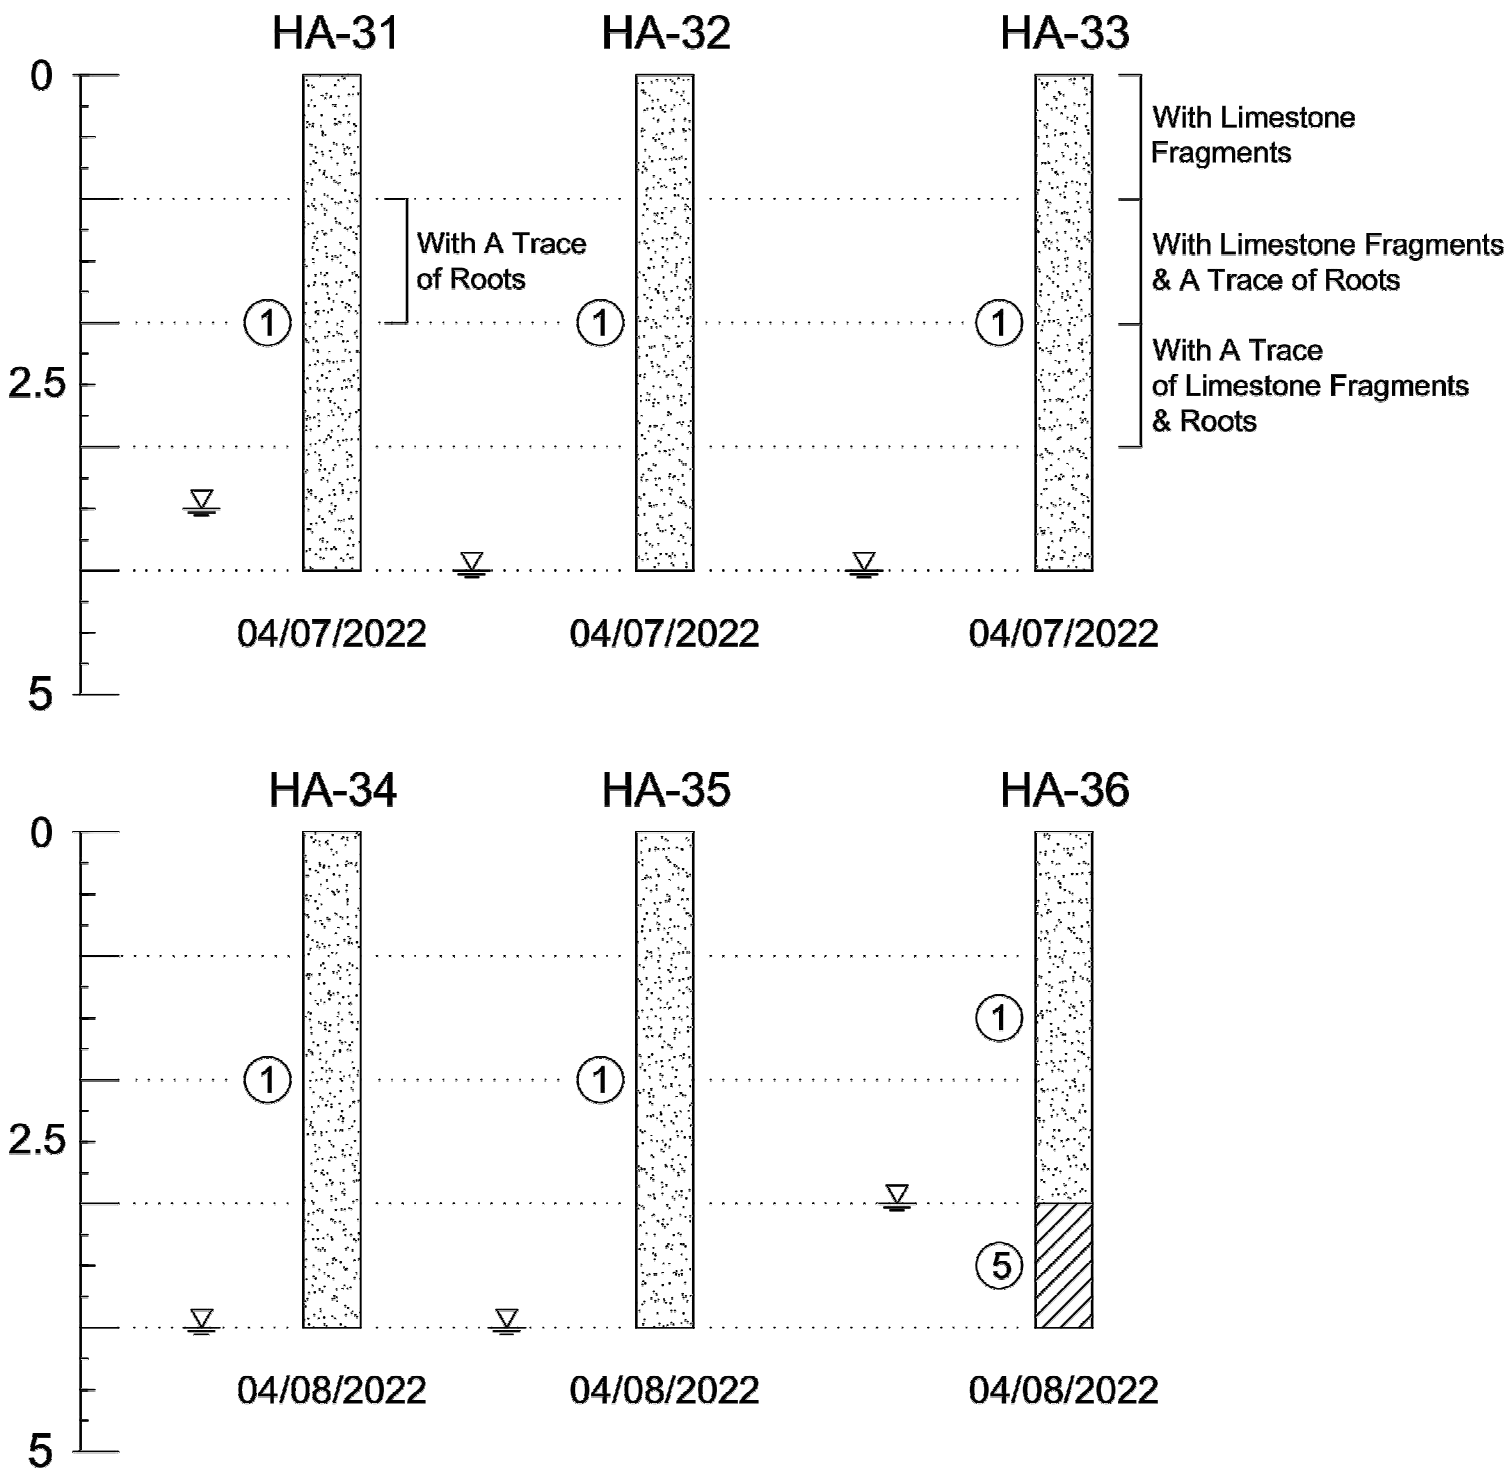 HA-31 HA-32 HA-33
0
With Limestone
Fragments
With A Trace
of Roots
With Limestone Fragments
& A Trace of Roots
1 1 1
With A Trace
of Limestone Fragments
& Roots
2.5
04/07/2022 04/07/2022 04/07/2022
5
HA-34 HA-35 HA-36
0
1
1 1
2.5
5
04/08/2022 04/08/2022 04/08/2022
5